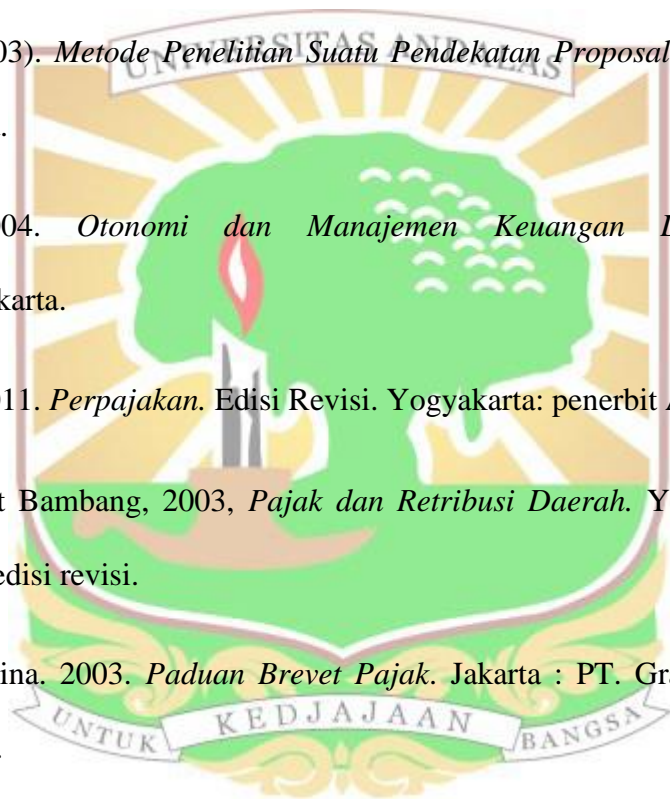 UNIVERSITAS ANDALAS
03). Metode Penelitian Suatu Pendekatan Proposal
.
04. Otonomi dan Manajemen Keuangan
karta.
011. Perpajakan. Edisi Revisi. Yogyakarta: penerbit
t Bambang, 2003, Pajak dan Retribusi Daerah. Y
edisi revisi.
ina. 2003. Paduan Brevet Pajak. Jakarta : PT. Gra
UNTUK KEDJAJAAN BANGSA
.